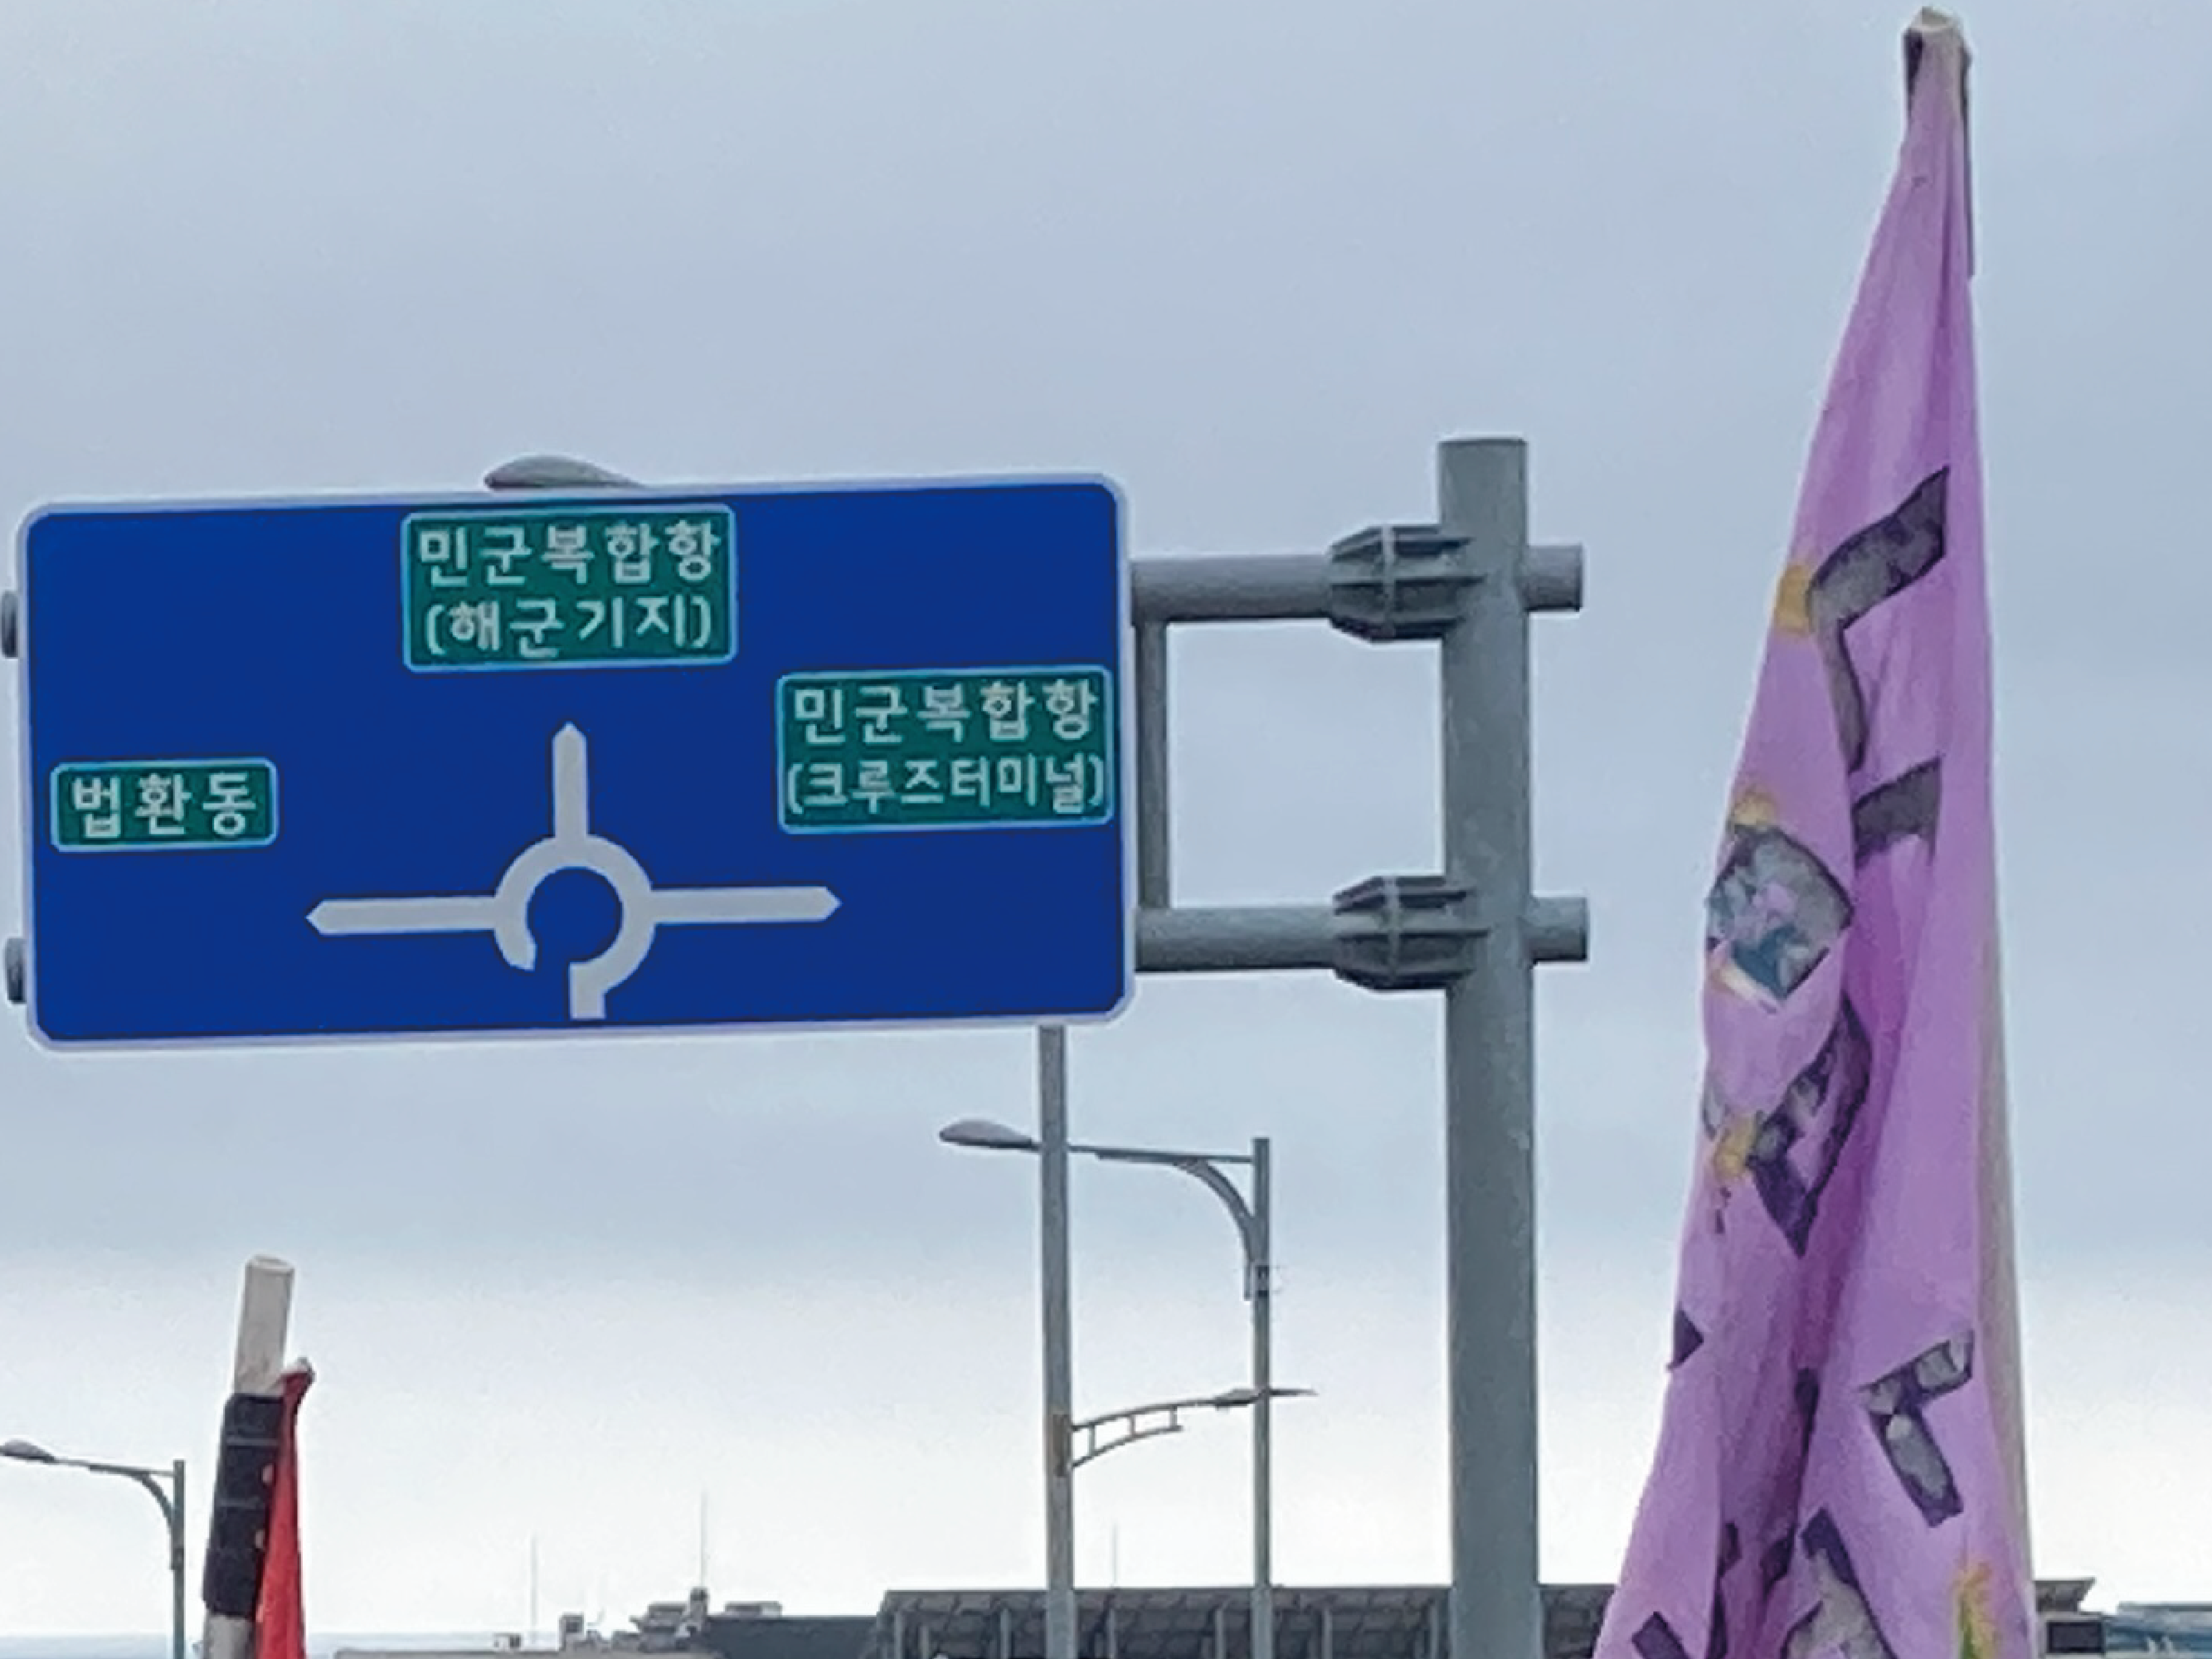 민군복합항
(해군기지)
민군복합항
(크루즈터미널)
법환동